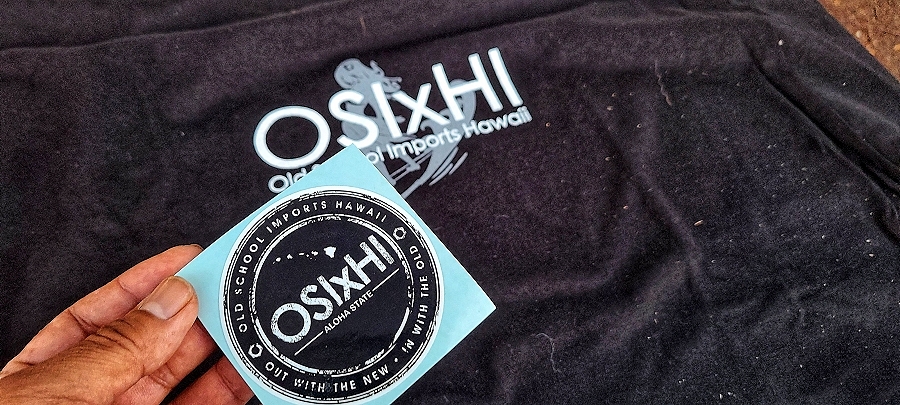 OSIxHI
Old School Imports Hawaii
OLD SCHOOL IMPORTS HAWAII
OSIxHI
ALOHA STATE
OUT WITH THE NEW • IN WITH THE OLD